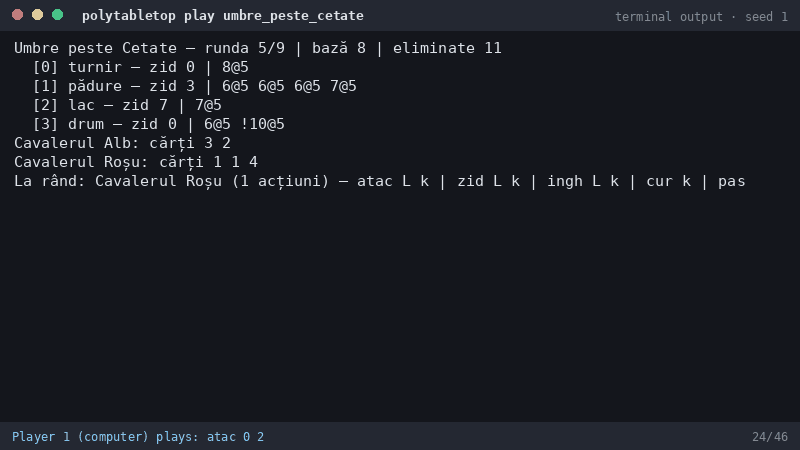 polytabletop play umbre_peste_cetate
terminal output · seed 1
Umbre peste Cetate — runda 5/9 | bază 8 | eliminate 11
[0] turnir — zid 0 | 8@5
[1] pădure — zid 3 | 6@5 6@5 6@5 7@5
[2] lac — zid 7 | 7@5
[3] drum — zid 0 | 6@5 !10@5
Cavalerul Alb: cărți 3 2
Cavalerul Roșu: cărți 1 1 4
La rând: Cavalerul Roșu (1 acțiuni) — atac L k | zid L k | ingh L k | cur k | pas
Player 1 (computer) plays: atac 0 2
24/46